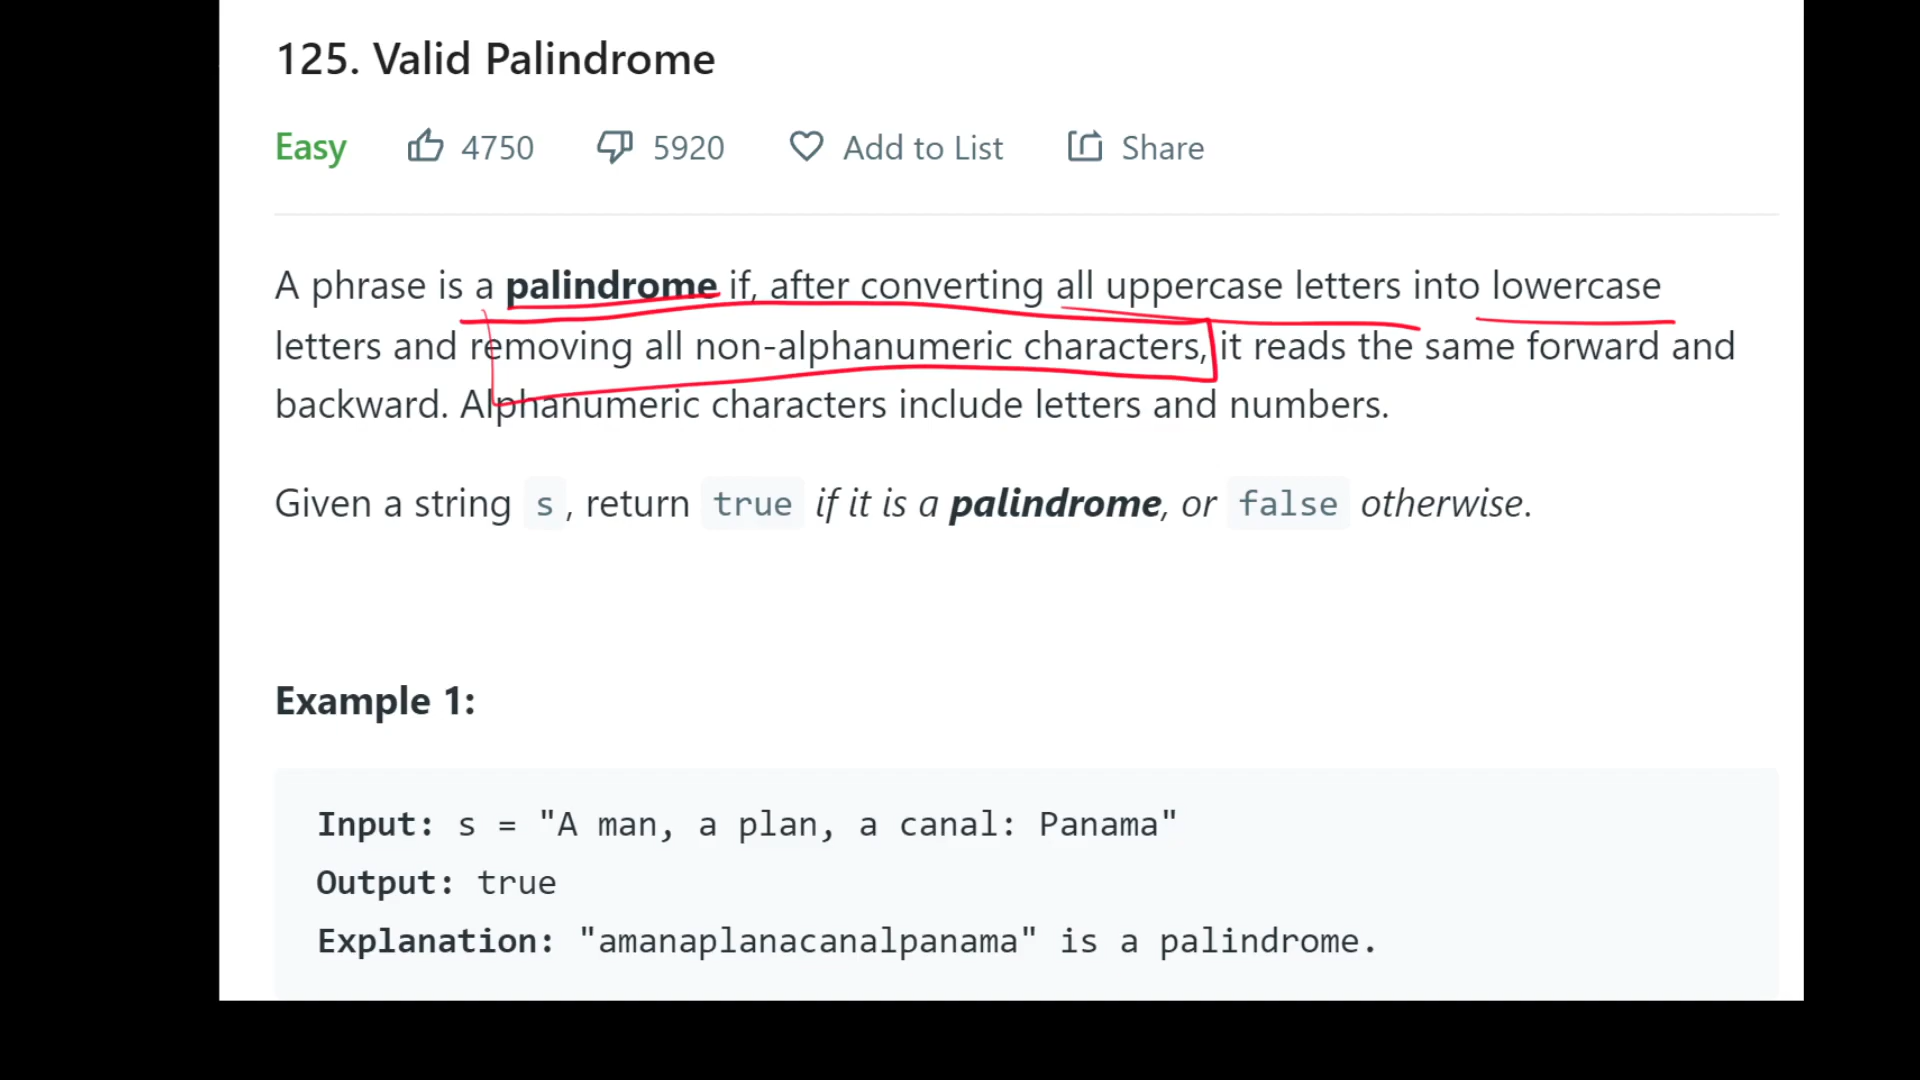 125. Valid Palindrome
Easy 4750 5920 Add to List Share
A phrase is a palindrome if, after converting all uppercase letters into lowercase
letters and removing all non-alphanumeric characters, it reads the same forward and
backward. Alphanumeric characters include letters and numbers.
Given a string s, return true if it is a palindrome, or false otherwise.
Example 1:
Input: s = "A man, a plan, a canal: Panama"
Output: true
Explanation: "amanaplanacanalpanama" is a palindrome.